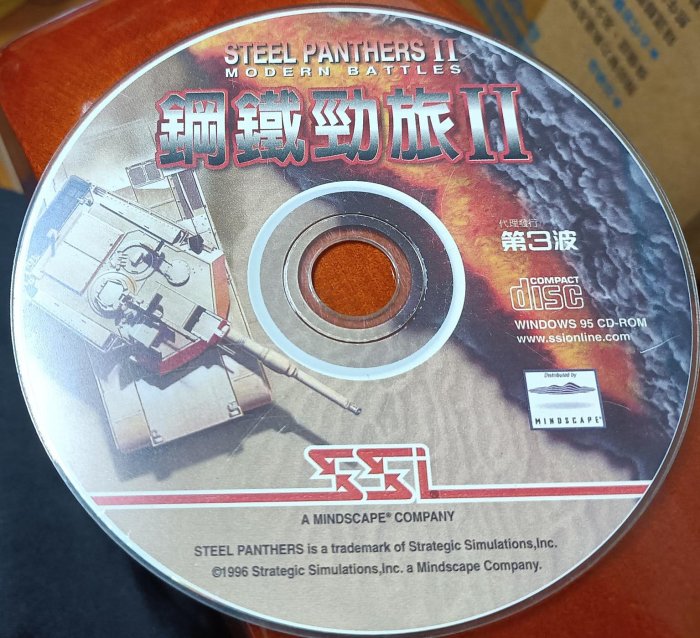 STEEL PANTHERS II
MODERN BATTLES
鋼鐵勁旅II
代理發行
第3波
COMPACT
disc
WINDOWS 95 CD-ROM
www.ssionline.com
Distributed by
MINDSCAPE®
SSi®
A MINDSCAPE® COMPANY
STEEL PANTHERS is a trademark of Strategic Simulations,Inc.
©1996 Strategic Simulations,Inc. a Mindscape Company.